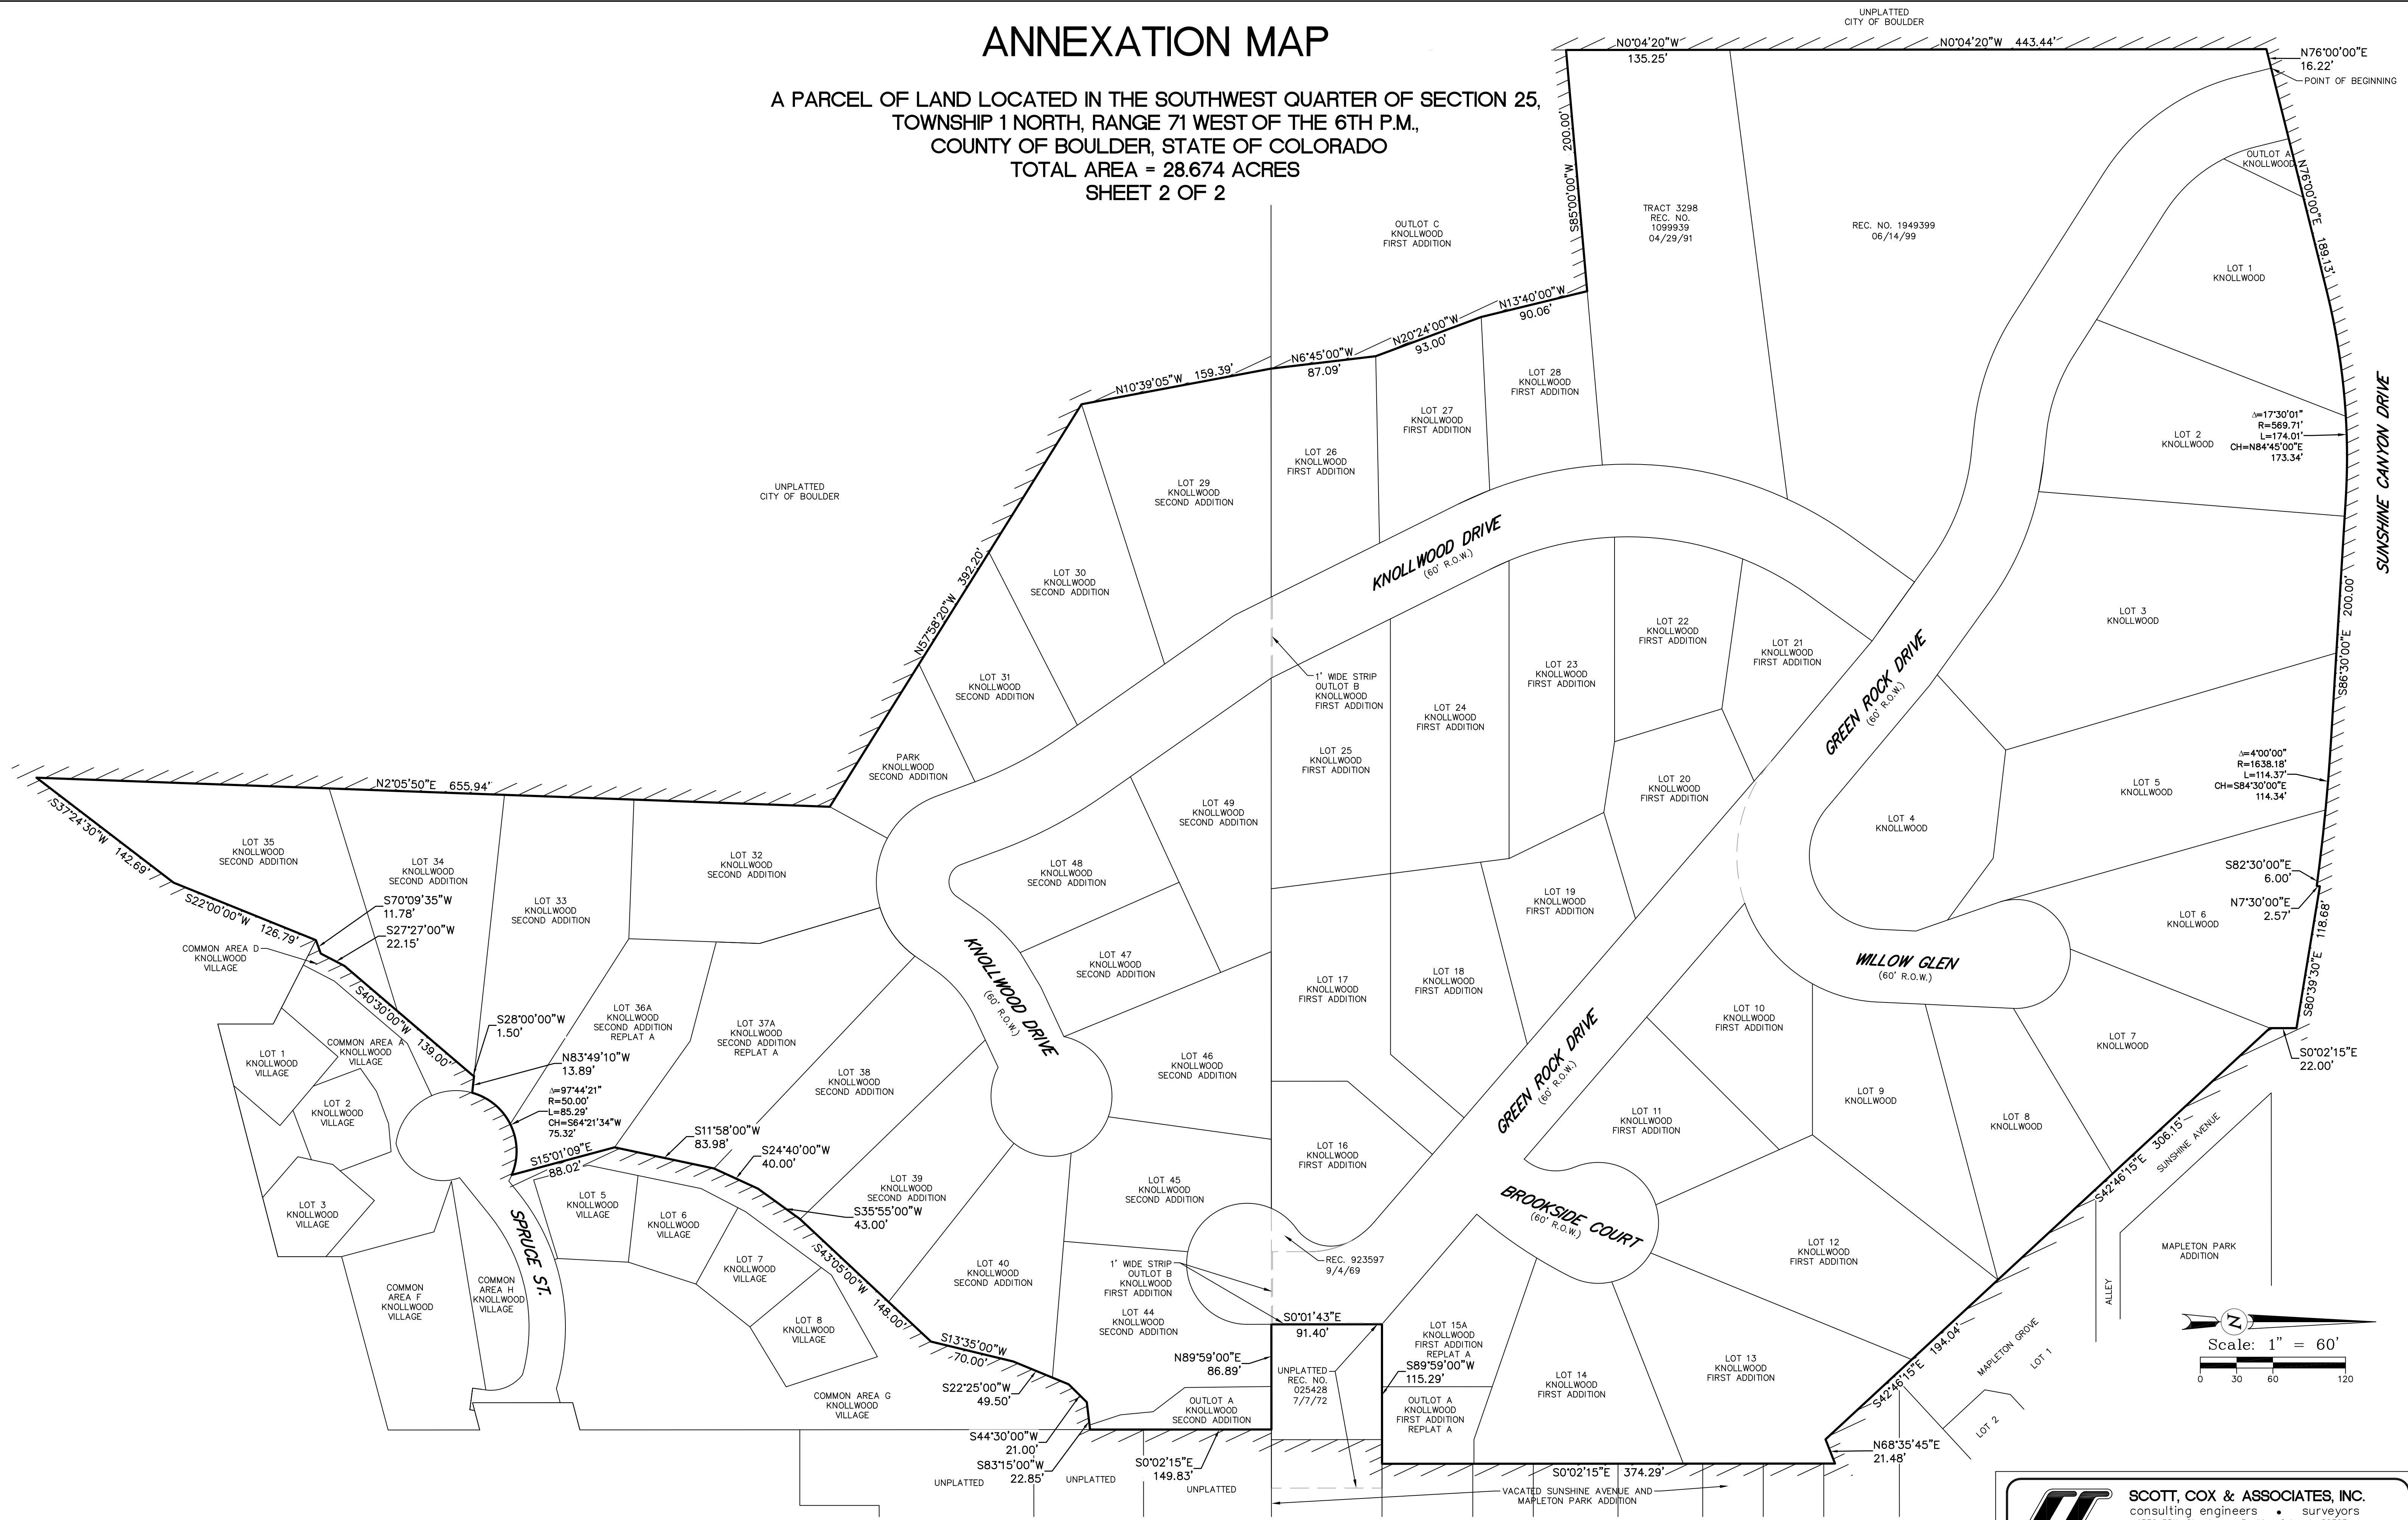 ANNEXATION MAP
A PARCEL OF LAND LOCATED IN THE SOUTHWEST QUARTER OF SECTION 25,
TOWNSHIP 1 NORTH, RANGE 71 WEST OF THE 6TH P.M.,
COUNTY OF BOULDER, STATE OF COLORADO
TOTAL AREA = 28.674 ACRES
SHEET 2 OF 2
UNPLATTED
CITY OF BOULDER
N0°04'20"W
135.25'
N0°04'20"W 443.44'
N76°00'00"E
16.22'
POINT OF BEGINNING
S85°00'00"W 200.00'
OUTLOT A
KNOLLWOOD
N76°00'00"E 189.13'
OUTLOT C
KNOLLWOOD
FIRST ADDITION
TRACT 3298
REC. NO.
1099939
04/29/91
REC. NO. 1949399
06/14/99
LOT 1
KNOLLWOOD
N13°40'00"W
90.06'
N20°24'00"W
93.00'
N6°45'00"W
87.09'
N10°39'05"W 159.39'
LOT 28
KNOLLWOOD
FIRST ADDITION
LOT 27
KNOLLWOOD
FIRST ADDITION
LOT 26
KNOLLWOOD
FIRST ADDITION
LOT 29
KNOLLWOOD
SECOND ADDITION
LOT 2
KNOLLWOOD
Δ=17°30'01"
R=569.71'
L=174.01'
CH=N84°45'00"E
173.34'
SUNSHINE CANYON DRIVE
UNPLATTED
CITY OF BOULDER
KNOLLWOOD DRIVE
(60' R.O.W.)
N57°58'20"W 392.20'
LOT 30
KNOLLWOOD
SECOND ADDITION
LOT 31
KNOLLWOOD
SECOND ADDITION
LOT 22
KNOLLWOOD
FIRST ADDITION
LOT 21
KNOLLWOOD
FIRST ADDITION
LOT 23
KNOLLWOOD
FIRST ADDITION
LOT 3
KNOLLWOOD
S86°30'00"E 200.00'
GREEN ROCK DRIVE
(60' R.O.W.)
1' WIDE STRIP
OUTLOT B
KNOLLWOOD
FIRST ADDITION
LOT 24
KNOLLWOOD
FIRST ADDITION
LOT 25
KNOLLWOOD
FIRST ADDITION
PARK
KNOLLWOOD
SECOND ADDITION
LOT 20
KNOLLWOOD
FIRST ADDITION
LOT 5
KNOLLWOOD
Δ=4°00'00"
R=1638.18'
L=114.37'
CH=S84°30'00"E
114.34'
N2°05'50"E 655.94'
S37°24'30"W 142.69'
LOT 49
KNOLLWOOD
SECOND ADDITION
LOT 4
KNOLLWOOD
LOT 35
KNOLLWOOD
SECOND ADDITION
LOT 34
KNOLLWOOD
SECOND ADDITION
LOT 32
KNOLLWOOD
SECOND ADDITION
LOT 48
KNOLLWOOD
SECOND ADDITION
S82°30'00"E
6.00'
N7°30'00"E
2.57'
S22°00'00"W 126.79'
S70°09'35"W
11.78'
S27°27'00"W
22.15'
LOT 33
KNOLLWOOD
SECOND ADDITION
LOT 19
KNOLLWOOD
FIRST ADDITION
LOT 6
KNOLLWOOD
S80°39'30"E 118.68'
COMMON AREA D
KNOLLWOOD
VILLAGE
KNOLLWOOD DRIVE
(60' R.O.W.)
LOT 47
KNOLLWOOD
SECOND ADDITION
WILLOW GLEN
(60' R.O.W.)
LOT 17
KNOLLWOOD
FIRST ADDITION
LOT 18
KNOLLWOOD
FIRST ADDITION
S40°30'00"W 139.00'
S28°00'00"W
1.50'
LOT 36A
KNOLLWOOD
SECOND ADDITION
REPLAT A
LOT 37A
KNOLLWOOD
SECOND ADDITION
REPLAT A
LOT 10
KNOLLWOOD
FIRST ADDITION
LOT 7
KNOLLWOOD
S0°02'15"E
22.00'
COMMON AREA A
KNOLLWOOD
VILLAGE
LOT 1
KNOLLWOOD
VILLAGE
N83°49'10"W
13.89'
LOT 46
KNOLLWOOD
SECOND ADDITION
LOT 38
KNOLLWOOD
SECOND ADDITION
GREEN ROCK DRIVE
(60' R.O.W.)
LOT 9
KNOLLWOOD
LOT 8
KNOLLWOOD
LOT 2
KNOLLWOOD
VILLAGE
Δ=97°44'21"
R=50.00'
L=85.29'
CH=S64°21'34"W
75.32'
LOT 11
KNOLLWOOD
FIRST ADDITION
S11°58'00"W
83.98'
S24°40'00"W
40.00'
S15°01'09"E
88.02'
LOT 16
KNOLLWOOD
FIRST ADDITION
S42°46'15"E 306.15'
SUNSHINE AVENUE
LOT 3
KNOLLWOOD
VILLAGE
LOT 5
KNOLLWOOD
VILLAGE
LOT 6
KNOLLWOOD
VILLAGE
LOT 39
KNOLLWOOD
SECOND ADDITION
S35°55'00"W
43.00'
LOT 45
KNOLLWOOD
SECOND ADDITION
BROOKSIDE COURT
(60' R.O.W.)
SPRUCE ST.
LOT 7
KNOLLWOOD
VILLAGE
S43°05'00"W 148.00'
LOT 40
KNOLLWOOD
SECOND ADDITION
1' WIDE STRIP
OUTLOT B
KNOLLWOOD
FIRST ADDITION
REC. 923597
9/4/69
LOT 12
KNOLLWOOD
FIRST ADDITION
MAPLETON PARK
ADDITION
ALLEY
COMMON
AREA F
KNOLLWOOD
VILLAGE
COMMON
AREA H
KNOLLWOOD
VILLAGE
LOT 8
KNOLLWOOD
VILLAGE
LOT 44
KNOLLWOOD
SECOND ADDITION
S0°01'43"E
91.40'
LOT 15A
KNOLLWOOD
FIRST ADDITION
REPLAT A
N
Scale: 1" = 60'
0 30 60 120
S13°35'00"W
70.00'
N89°59'00"E
86.89'
UNPLATTED
REC. NO.
025428
7/7/72
S89°59'00"W
115.29'
LOT 14
KNOLLWOOD
FIRST ADDITION
LOT 13
KNOLLWOOD
FIRST ADDITION
S42°46'15"E 194.04'
MAPLETON GROVE
LOT 1
LOT 2
COMMON AREA G
KNOLLWOOD
VILLAGE
S22°25'00"W
49.50'
OUTLOT A
KNOLLWOOD
SECOND ADDITION
OUTLOT A
KNOLLWOOD
FIRST ADDITION
REPLAT A
S44°30'00"W
21.00'
S83°15'00"W
22.85'
S0°02'15"E
149.83'
N68°35'45"E
21.48'
S0°02'15"E 374.29'
UNPLATTED
UNPLATTED
UNPLATTED
VACATED SUNSHINE AVENUE AND
MAPLETON PARK ADDITION
SCOTT, COX & ASSOCIATES, INC.
consulting engineers • surveyors